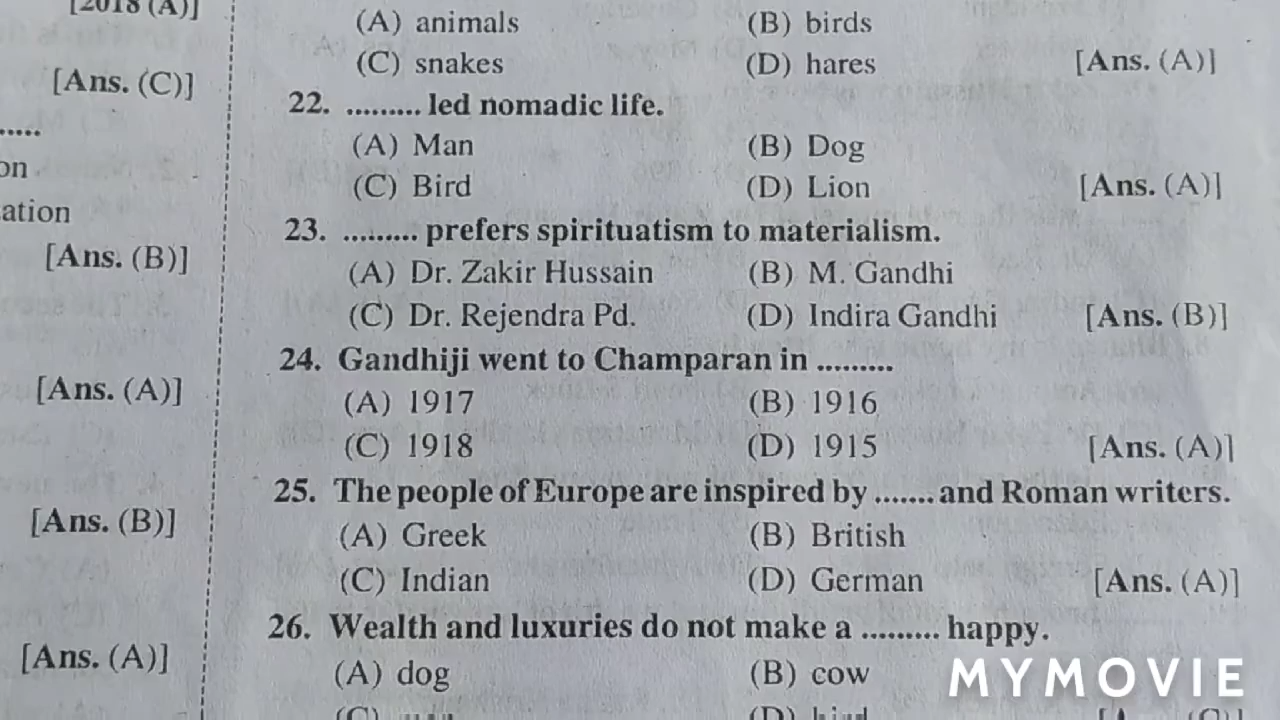 [2018 (A)]
[Ans. (C)]
.....
on
ation
[Ans. (B)]
[Ans. (A)]
[Ans. (B)]
[Ans. (A)]
(A) animals (B) birds
(C) snakes (D) hares [Ans. (A)]
22. ......... led nomadic life.
(A) Man (B) Dog
(C) Bird (D) Lion [Ans. (A)]
23. ......... prefers spirituatism to materialism.
(A) Dr. Zakir Hussain (B) M. Gandhi
(C) Dr. Rejendra Pd. (D) Indira Gandhi [Ans. (B)]
24. Gandhiji went to Champaran in .........
(A) 1917 (B) 1916
(C) 1918 (D) 1915 [Ans. (A)]
25. The people of Europe are inspired by ....... and Roman writers.
(A) Greek (B) British
(C) Indian (D) German [Ans. (A)]
26. Wealth and luxuries do not make a ......... happy.
(A) dog (B) cow
(C) (D)
MYMOVIE